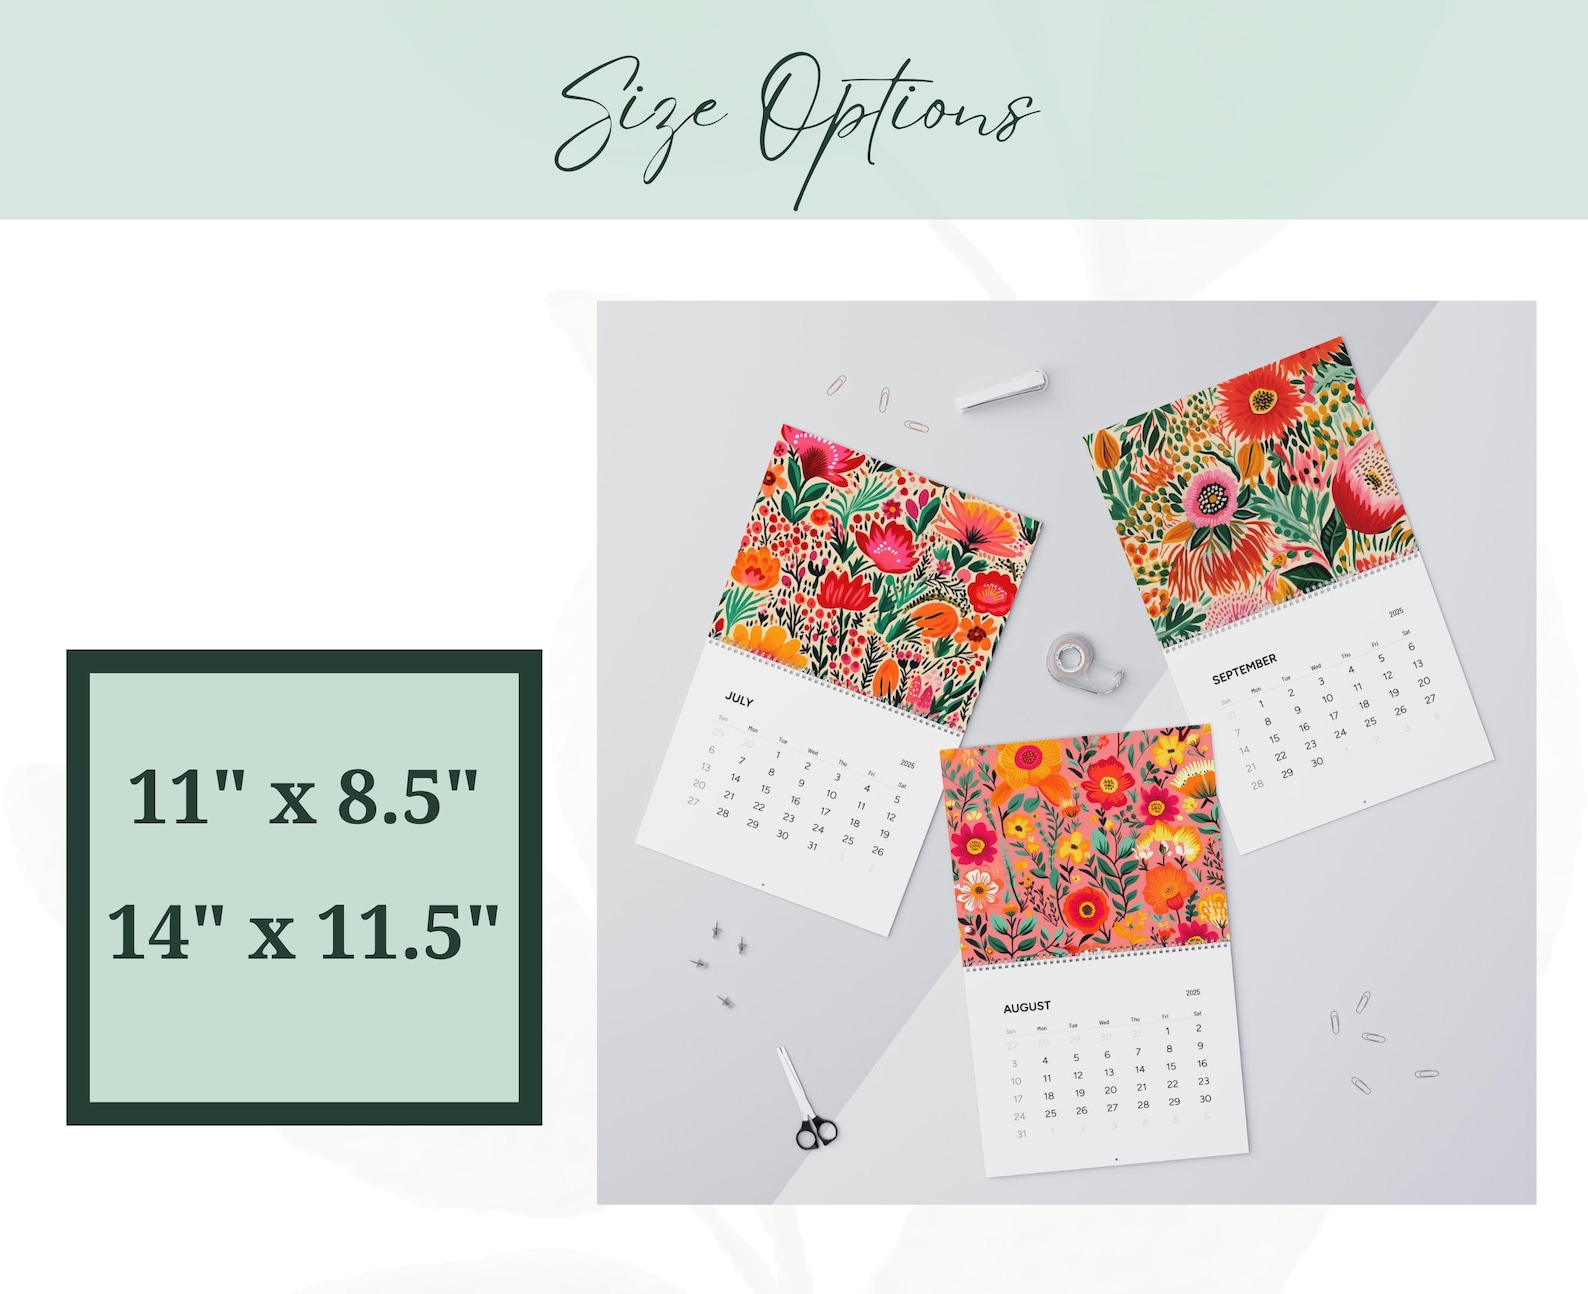 Size Options
11" x 8.5"
14" x 11.5"
JULY
2025
Sun Mon Tue Wed Thu Fri Sat
29 30 1 2 3 4 5
6 7 8 9 10 11 12
13 14 15 16 17 18 19
20 21 22 23 24 25 26
27 28 29 30 31 1 2
SEPTEMBER
2025
Sun Mon Tue Wed Thu Fri Sat
31 1 2 3 4 5 6
7 8 9 10 11 12 13
14 15 16 17 18 19 20
21 22 23 24 25 26 27
28 29 30 1 2 3 4
AUGUST
2025
Sun Mon Tue Wed Thu Fri Sat
27 28 29 30 31 1 2
3 4 5 6 7 8 9
10 11 12 13 14 15 16
17 18 19 20 21 22 23
24 25 26 27 28 29 30
31 1 2 3 4 5 6